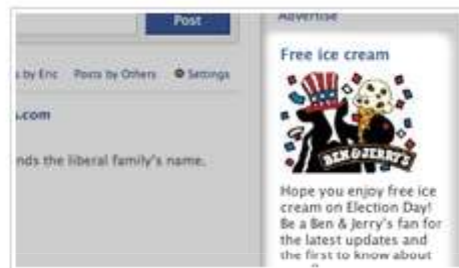 Post
Advertise
s by Eric Posts by Others Settings
.com
nds the liberal family's name.
Free ice cream
BEN & JERRY'S
Hope you enjoy free ice
cream on Election Day!
Be a Ben & Jerry's fan for
the latest updates and
the first to know about